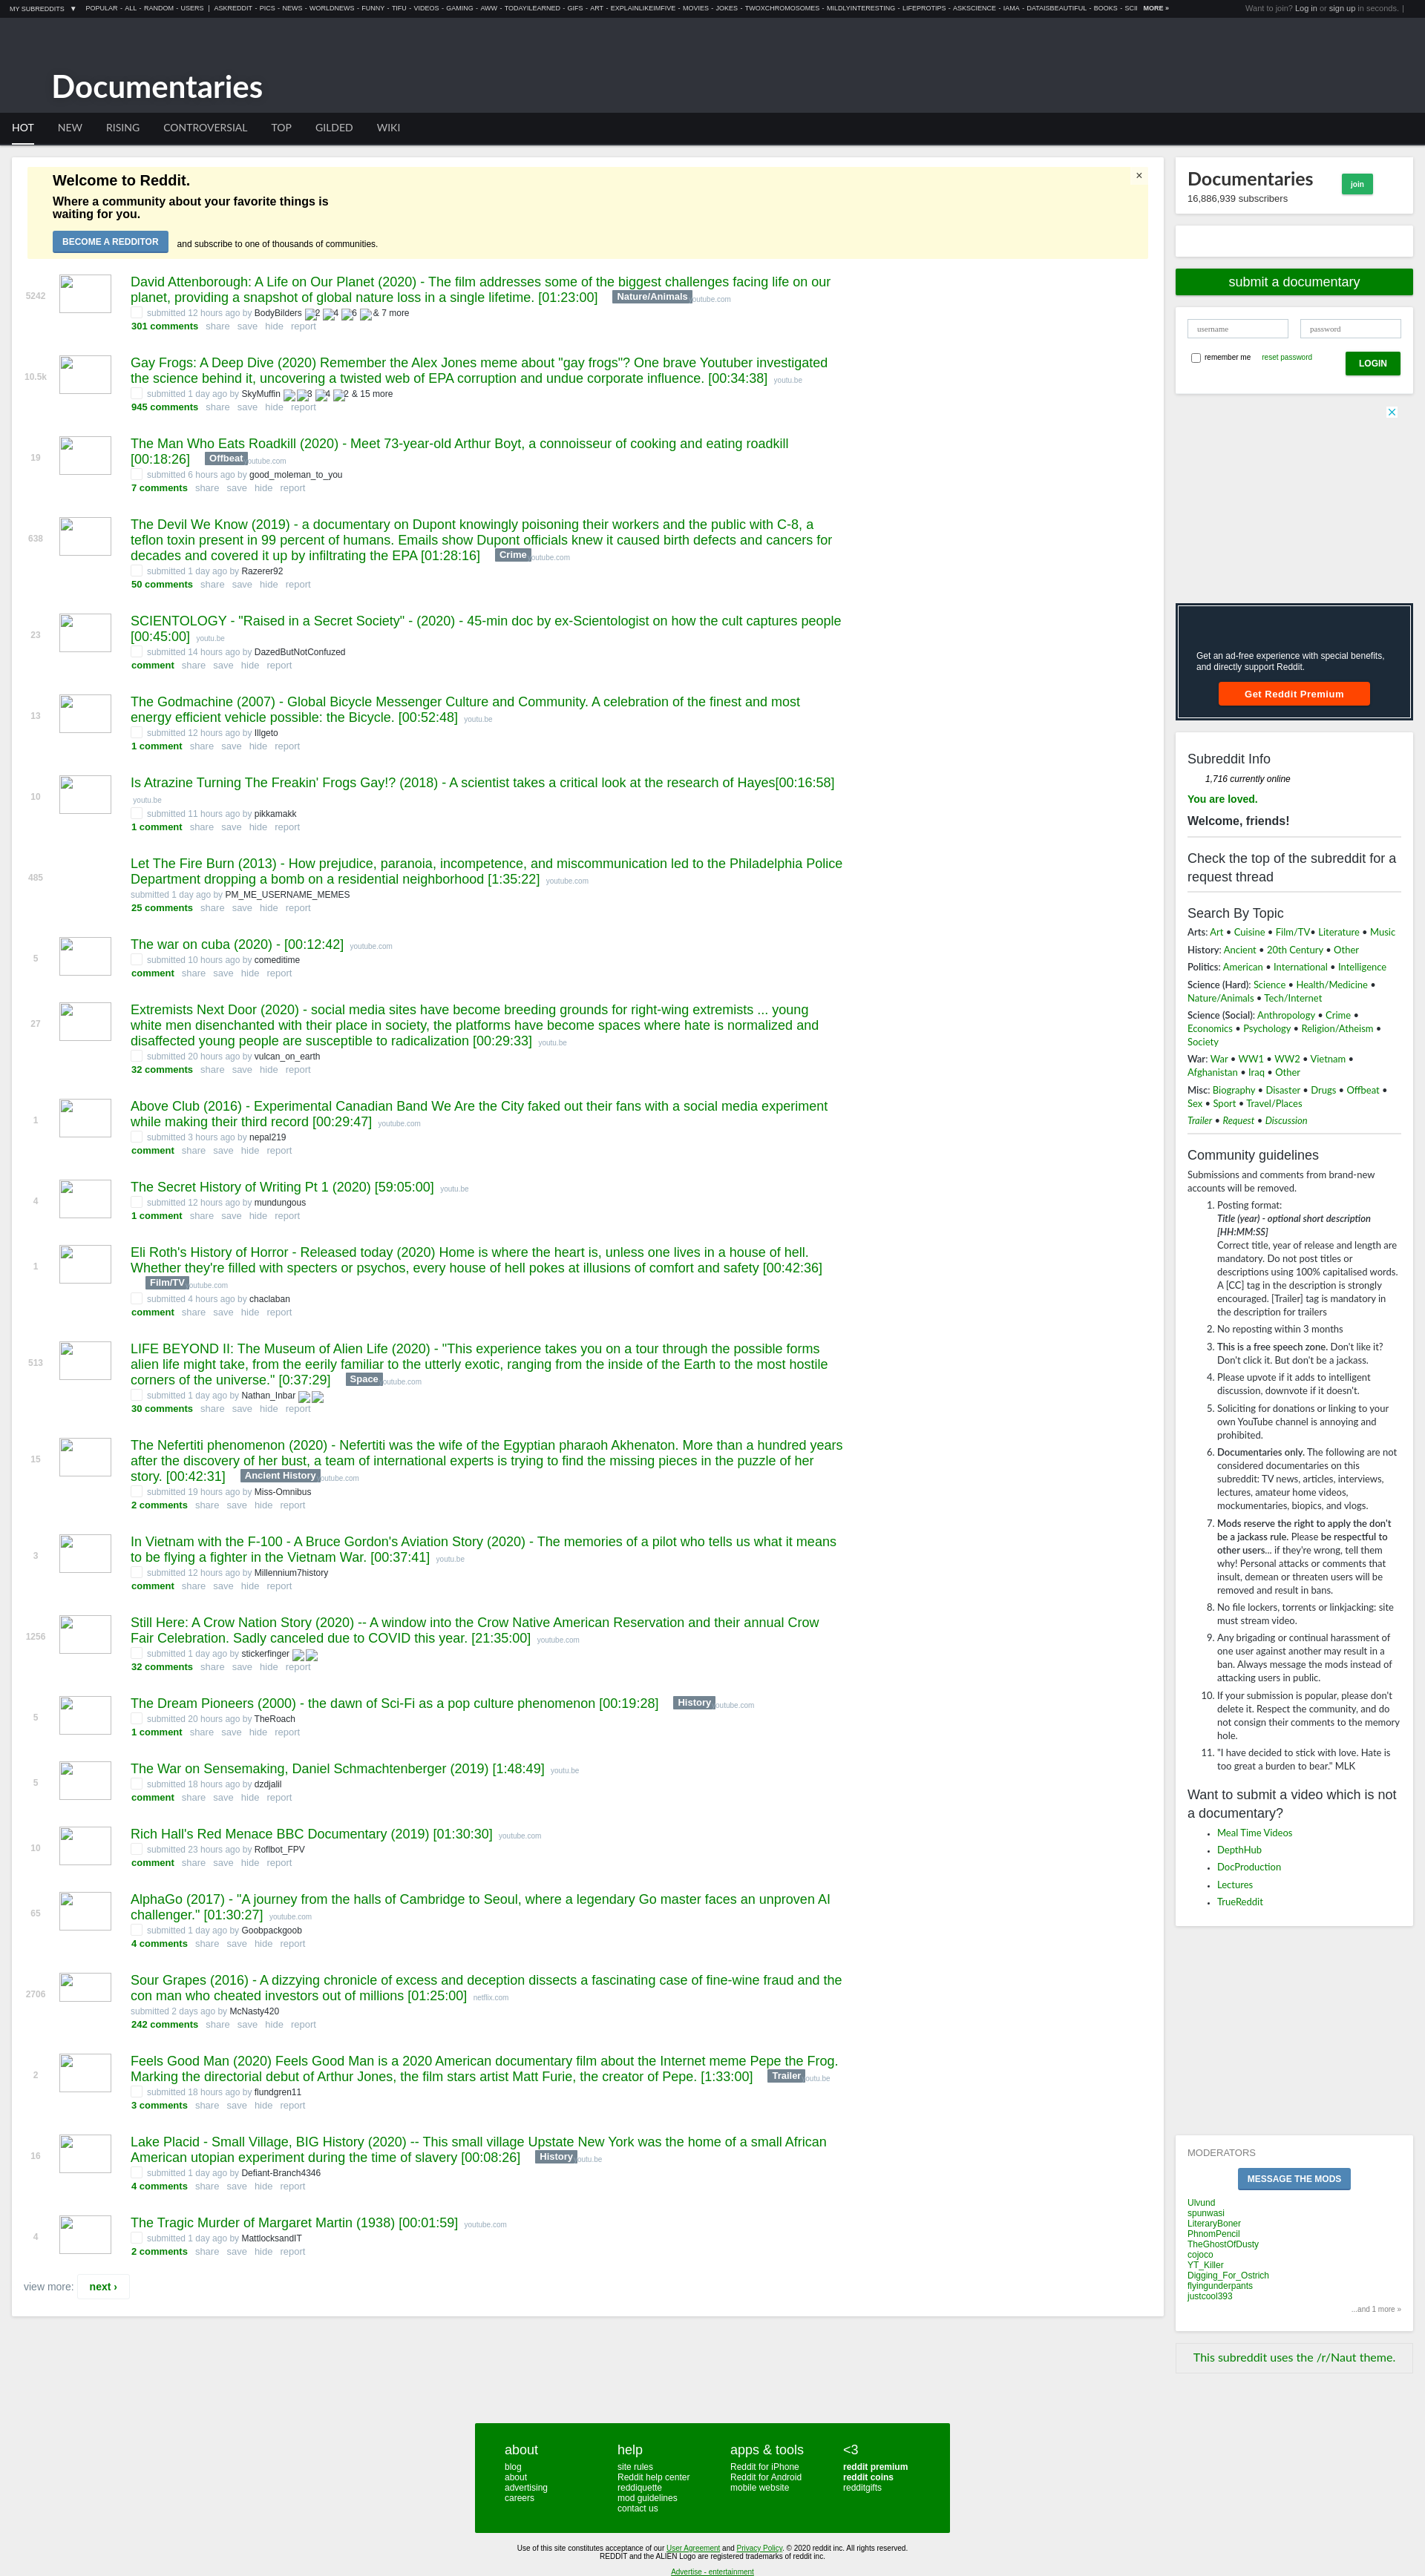 MY SUBREDDITS ▼ POPULAR - ALL - RANDOM - USERS | ASKREDDIT - PICS - NEWS - WORLDNEWS - FUNNY - TIFU - VIDEOS - GAMING - AWW - TODAYILEARNED - GIFS - ART - EXPLAINLIKEIMFIVE - MOVIES - JOKES - TWOXCHROMOSOMES - MILDLYINTERESTING - LIFEPROTIPS - ASKSCIENCE - IAMA - DATAISBEAUTIFUL - BOOKS - SCII MORE »
Want to join? Log in or sign up in seconds. |
Documentaries
HOT NEW RISING CONTROVERSIAL TOP GILDED WIKI
Welcome to Reddit.
×
Where a community about your favorite things is
waiting for you.
BECOME A REDDITOR and subscribe to one of thousands of communities.
5242
David Attenborough: A Life on Our Planet (2020) - The film addresses some of the biggest challenges facing life on our
planet, providing a snapshot of global nature loss in a single lifetime. [01:23:00] Nature/Animals youtube.com
submitted 12 hours ago by BodyBilders 2 4 6 & 7 more
301 comments share save hide report
10.5k
Gay Frogs: A Deep Dive (2020) Remember the Alex Jones meme about "gay frogs"? One brave Youtuber investigated
the science behind it, uncovering a twisted web of EPA corruption and undue corporate influence. [00:34:38] youtu.be
submitted 1 day ago by SkyMuffin 3 4 2 & 15 more
945 comments share save hide report
19
The Man Who Eats Roadkill (2020) - Meet 73-year-old Arthur Boyt, a connoisseur of cooking and eating roadkill
[00:18:26] Offbeat youtube.com
submitted 6 hours ago by good_moleman_to_you
7 comments share save hide report
638
The Devil We Know (2019) - a documentary on Dupont knowingly poisoning their workers and the public with C-8, a
teflon toxin present in 99 percent of humans. Emails show Dupont officials knew it caused birth defects and cancers for
decades and covered it up by infiltrating the EPA [01:28:16] Crime youtube.com
submitted 1 day ago by Razerer92
50 comments share save hide report
23
SCIENTOLOGY - "Raised in a Secret Society" - (2020) - 45-min doc by ex-Scientologist on how the cult captures people
[00:45:00] youtu.be
submitted 14 hours ago by DazedButNotConfuzed
comment share save hide report
13
The Godmachine (2007) - Global Bicycle Messenger Culture and Community. A celebration of the finest and most
energy efficient vehicle possible: the Bicycle. [00:52:48] youtu.be
submitted 12 hours ago by Illgeto
1 comment share save hide report
10
Is Atrazine Turning The Freakin' Frogs Gay!? (2018) - A scientist takes a critical look at the research of Hayes[00:16:58]
youtu.be
submitted 11 hours ago by pikkamakk
1 comment share save hide report
485
Let The Fire Burn (2013) - How prejudice, paranoia, incompetence, and miscommunication led to the Philadelphia Police
Department dropping a bomb on a residential neighborhood [1:35:22] youtube.com
submitted 1 day ago by PM_ME_USERNAME_MEMES
25 comments share save hide report
5
The war on cuba (2020) - [00:12:42] youtube.com
submitted 10 hours ago by comeditime
comment share save hide report
27
Extremists Next Door (2020) - social media sites have become breeding grounds for right-wing extremists ... young
white men disenchanted with their place in society, the platforms have become spaces where hate is normalized and
disaffected young people are susceptible to radicalization [00:29:33] youtu.be
submitted 20 hours ago by vulcan_on_earth
32 comments share save hide report
1
Above Club (2016) - Experimental Canadian Band We Are the City faked out their fans with a social media experiment
while making their third record [00:29:47] youtube.com
submitted 3 hours ago by nepal219
comment share save hide report
4
The Secret History of Writing Pt 1 (2020) [59:05:00] youtu.be
submitted 12 hours ago by mundungous
1 comment share save hide report
1
Eli Roth's History of Horror - Released today (2020) Home is where the heart is, unless one lives in a house of hell.
Whether they're filled with specters or psychos, every house of hell pokes at illusions of comfort and safety [00:42:36]
Film/TV youtube.com
submitted 4 hours ago by chaclaban
comment share save hide report
513
LIFE BEYOND II: The Museum of Alien Life (2020) - "This experience takes you on a tour through the possible forms
alien life might take, from the eerily familiar to the utterly exotic, ranging from the inside of the Earth to the most hostile
corners of the universe." [0:37:29] Space youtube.com
submitted 1 day ago by Nathan_Inbar
30 comments share save hide report
15
The Nefertiti phenomenon (2020) - Nefertiti was the wife of the Egyptian pharaoh Akhenaton. More than a hundred years
after the discovery of her bust, a team of international experts is trying to find the missing pieces in the puzzle of her
story. [00:42:31] Ancient History youtube.com
submitted 19 hours ago by Miss-Omnibus
2 comments share save hide report
3
In Vietnam with the F-100 - A Bruce Gordon's Aviation Story (2020) - The memories of a pilot who tells us what it means
to be flying a fighter in the Vietnam War. [00:37:41] youtu.be
submitted 12 hours ago by Millennium7history
comment share save hide report
1256
Still Here: A Crow Nation Story (2020) -- A window into the Crow Native American Reservation and their annual Crow
Fair Celebration. Sadly canceled due to COVID this year. [21:35:00] youtube.com
submitted 1 day ago by stickerfinger
32 comments share save hide report
5
The Dream Pioneers (2000) - the dawn of Sci-Fi as a pop culture phenomenon [00:19:28] History youtube.com
submitted 20 hours ago by TheRoach
1 comment share save hide report
5
The War on Sensemaking, Daniel Schmachtenberger (2019) [1:48:49] youtu.be
submitted 18 hours ago by dzdjalil
comment share save hide report
10
Rich Hall's Red Menace BBC Documentary (2019) [01:30:30] youtube.com
submitted 23 hours ago by Roflbot_FPV
comment share save hide report
65
AlphaGo (2017) - "A journey from the halls of Cambridge to Seoul, where a legendary Go master faces an unproven AI
challenger." [01:30:27] youtube.com
submitted 1 day ago by Goobpackgoob
4 comments share save hide report
2706
Sour Grapes (2016) - A dizzying chronicle of excess and deception dissects a fascinating case of fine-wine fraud and the
con man who cheated investors out of millions [01:25:00] netflix.com
submitted 2 days ago by McNasty420
242 comments share save hide report
2
Feels Good Man (2020) Feels Good Man is a 2020 American documentary film about the Internet meme Pepe the Frog.
Marking the directorial debut of Arthur Jones, the film stars artist Matt Furie, the creator of Pepe. [1:33:00] Trailer youtu.be
submitted 18 hours ago by flundgren11
3 comments share save hide report
16
Lake Placid - Small Village, BIG History (2020) -- This small village Upstate New York was the home of a small African
American utopian experiment during the time of slavery [00:08:26] History youtu.be
submitted 1 day ago by Defiant-Branch4346
4 comments share save hide report
4
The Tragic Murder of Margaret Martin (1938) [00:01:59] youtube.com
submitted 1 day ago by MattlocksandIT
2 comments share save hide report
view more: next ›
Documentaries join
16,886,939 subscribers
submit a documentary
username password
remember me reset password LOGIN
Get an ad-free experience with special benefits,
and directly support Reddit.
Get Reddit Premium
Subreddit Info
1,716 currently online
You are loved.
Welcome, friends!
Check the top of the subreddit for a
request thread
Search By Topic
Arts: Art • Cuisine • Film/TV• Literature • Music
History: Ancient • 20th Century • Other
Politics: American • International • Intelligence
Science (Hard): Science • Health/Medicine •
Nature/Animals • Tech/Internet
Science (Social): Anthropology • Crime •
Economics • Psychology • Religion/Atheism •
Society
War: War • WW1 • WW2 • Vietnam •
Afghanistan • Iraq • Other
Misc: Biography • Disaster • Drugs • Offbeat •
Sex • Sport • Travel/Places
Trailer • Request • Discussion
Community guidelines
Submissions and comments from brand-new
accounts will be removed.
1. Posting format:
Title (year) - optional short description
[HH:MM:SS]
Correct title, year of release and length are
mandatory. Do not post titles or
descriptions using 100% capitalised words.
A [CC] tag in the description is strongly
encouraged. [Trailer] tag is mandatory in
the description for trailers
2. No reposting within 3 months
3. This is a free speech zone. Don't like it?
Don't click it. But don't be a jackass.
4. Please upvote if it adds to intelligent
discussion, downvote if it doesn't.
5. Soliciting for donations or linking to your
own YouTube channel is annoying and
prohibited.
6. Documentaries only. The following are not
considered documentaries on this
subreddit: TV news, articles, interviews,
lectures, amateur home videos,
mockumentaries, biopics, and vlogs.
7. Mods reserve the right to apply the don't
be a jackass rule. Please be respectful to
other users... if they're wrong, tell them
why! Personal attacks or comments that
insult, demean or threaten users will be
removed and result in bans.
8. No file lockers, torrents or linkjacking: site
must stream video.
9. Any brigading or continual harassment of
one user against another may result in a
ban. Always message the mods instead of
attacking users in public.
10. If your submission is popular, please don't
delete it. Respect the community, and do
not consign their comments to the memory
hole.
11. "I have decided to stick with love. Hate is
too great a burden to bear." MLK
Want to submit a video which is not
a documentary?
• Meal Time Videos
• DepthHub
• DocProduction
• Lectures
• TrueReddit
MODERATORS
MESSAGE THE MODS
Ulvund
spunwasi
LiteraryBoner
PhnomPencil
TheGhostOfDusty
cojoco
YT_Killer
Digging_For_Ostrich
flyingunderpants
justcool393
...and 1 more »
This subreddit uses the /r/Naut theme.
about
blog
about
advertising
careers
help
site rules
Reddit help center
reddiquette
mod guidelines
contact us
apps & tools
Reddit for iPhone
Reddit for Android
mobile website
<3
reddit premium
reddit coins
redditgifts
Use of this site constitutes acceptance of our User Agreement and Privacy Policy. © 2020 reddit inc. All rights reserved.
REDDIT and the ALIEN Logo are registered trademarks of reddit inc.
Advertise - entertainment